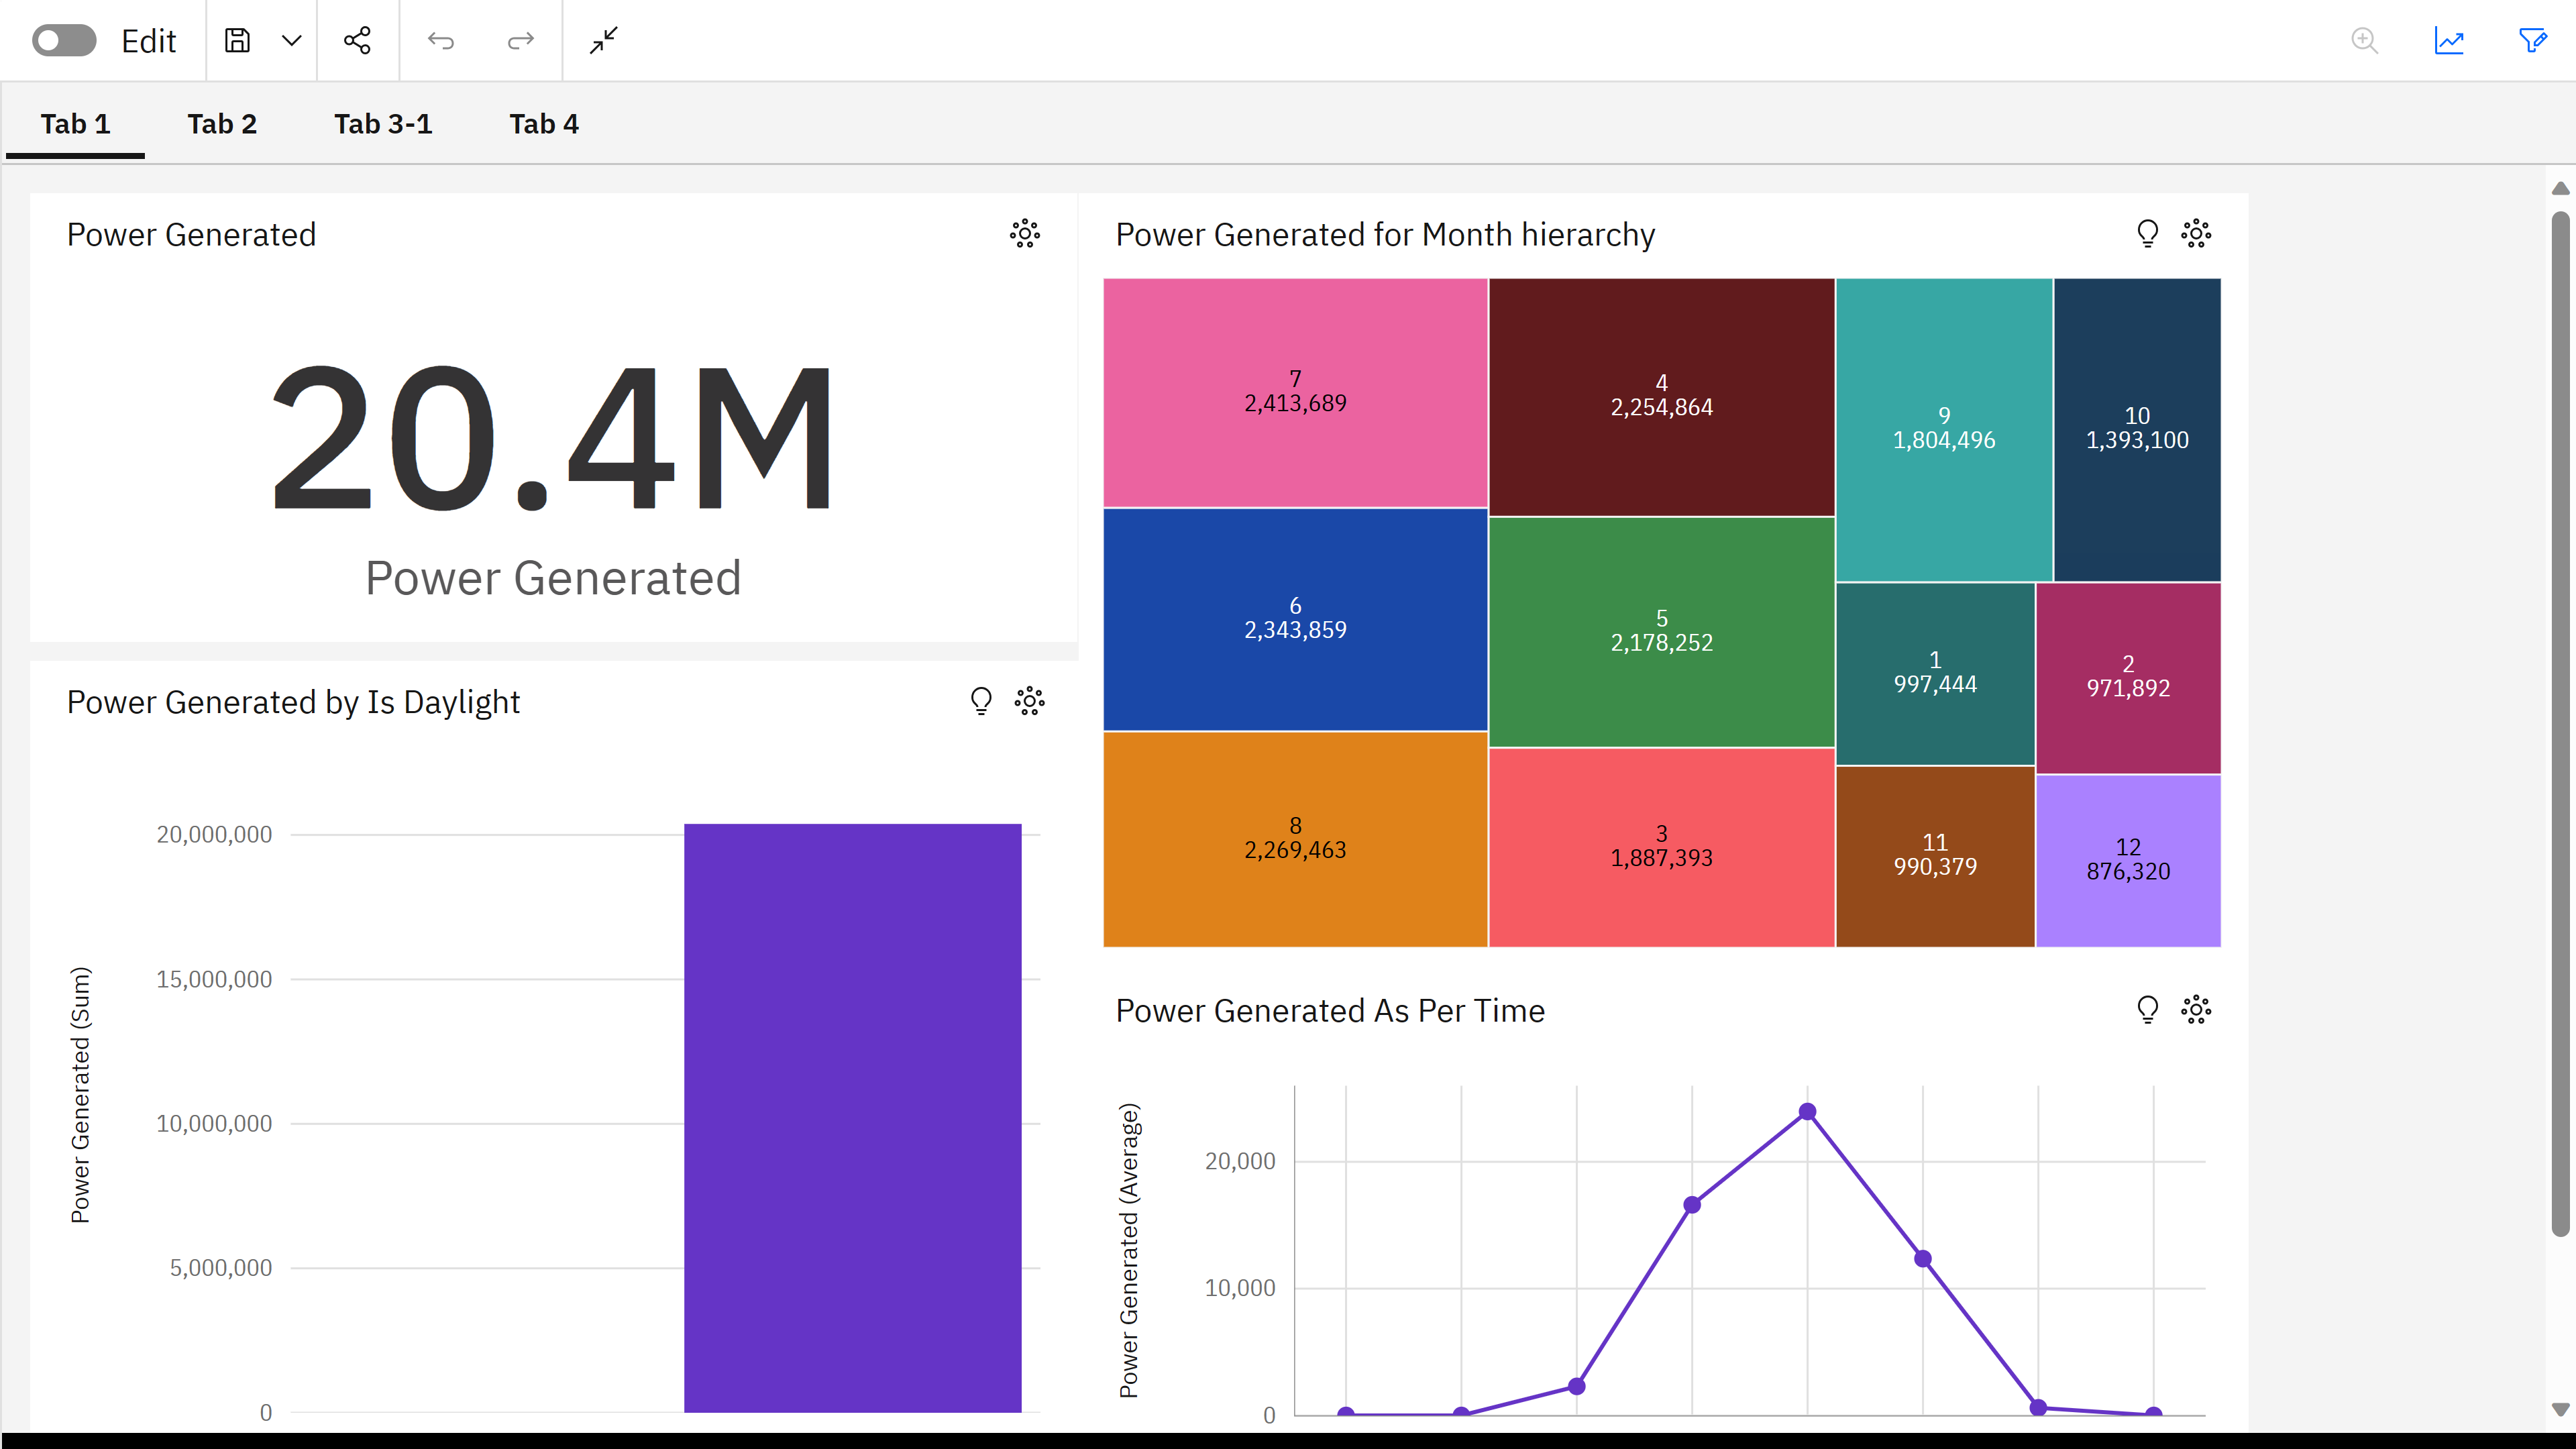 Edit
Tab 1
Tab 2
Tab 3-1
Tab 4
Power Generated
20.4M
Power Generated
Power Generated for Month hierarchy
7
2,413,689
4
2,254,864
9
1,804,496
10
1,393,100
6
2,343,859
5
2,178,252
1
997,444
2
971,892
8
2,269,463
3
1,887,393
11
990,379
12
876,320
Power Generated by Is Daylight
Power Generated (Sum)
20,000,000
15,000,000
10,000,000
5,000,000
0
Power Generated As Per Time
Power Generated (Average)
20,000
10,000
0